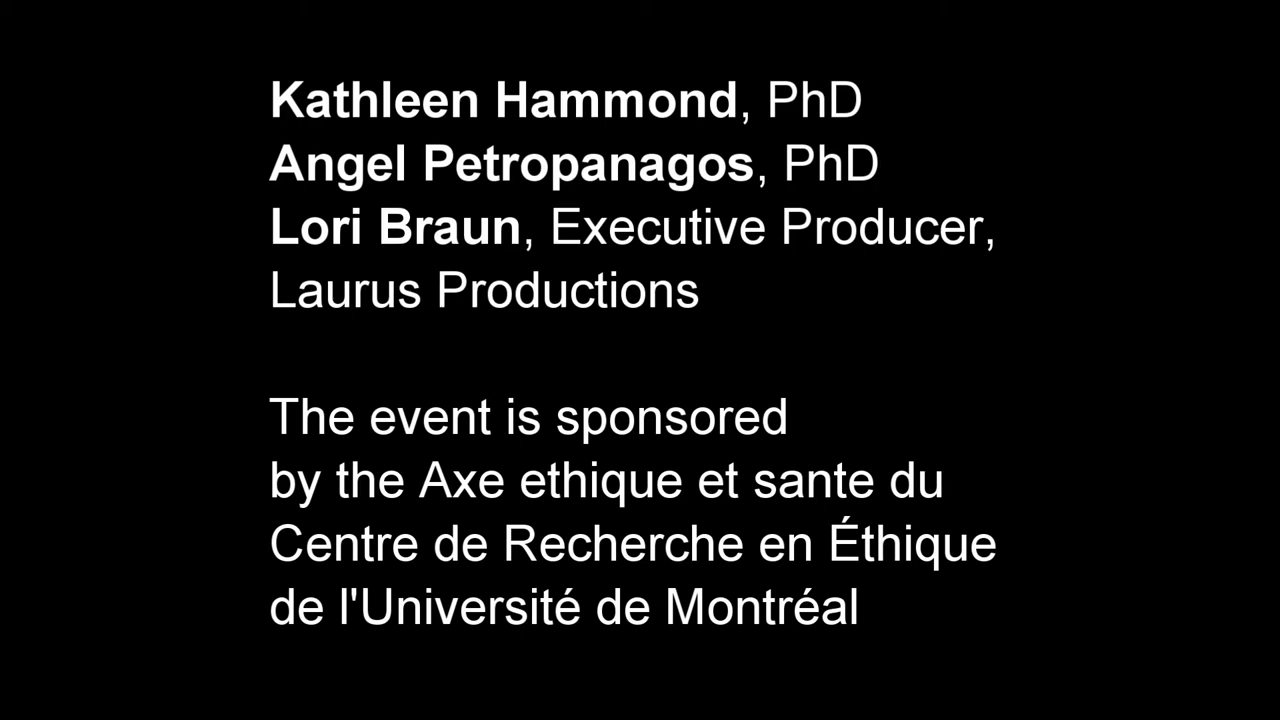 Kathleen Hammond, PhD
Angel Petropanagos, PhD
Lori Braun, Executive Producer,
Laurus Productions
The event is sponsored
by the Axe ethique et sante du
Centre de Recherche en Éthique
de l'Université de Montréal